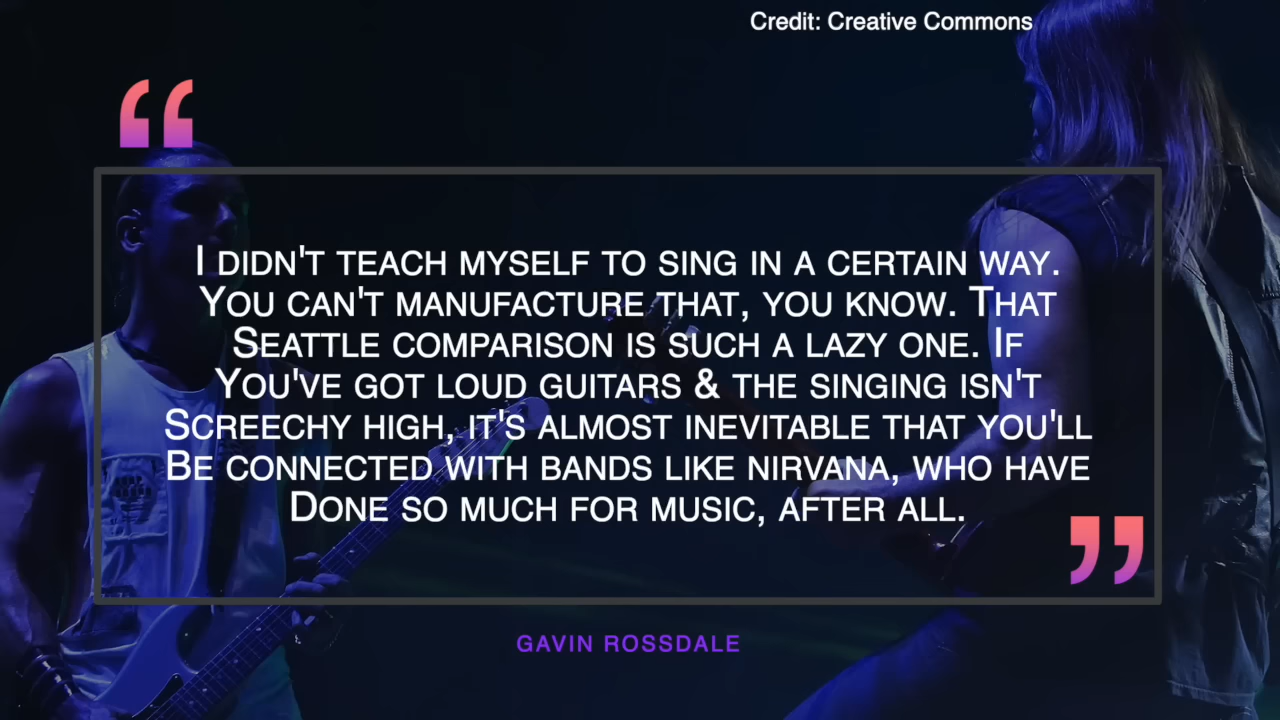 Credit: Creative Commons
“
I DIDN'T TEACH MYSELF TO SING IN A CERTAIN WAY.
YOU CAN'T MANUFACTURE THAT, YOU KNOW. THAT
SEATTLE COMPARISON IS SUCH A LAZY ONE. IF
YOU'VE GOT LOUD GUITARS & THE SINGING ISN'T
SCREECHY HIGH, IT'S ALMOST INEVITABLE THAT YOU'LL
BE CONNECTED WITH BANDS LIKE NIRVANA, WHO HAVE
DONE SO MUCH FOR MUSIC, AFTER ALL.
”
GAVIN ROSSDALE